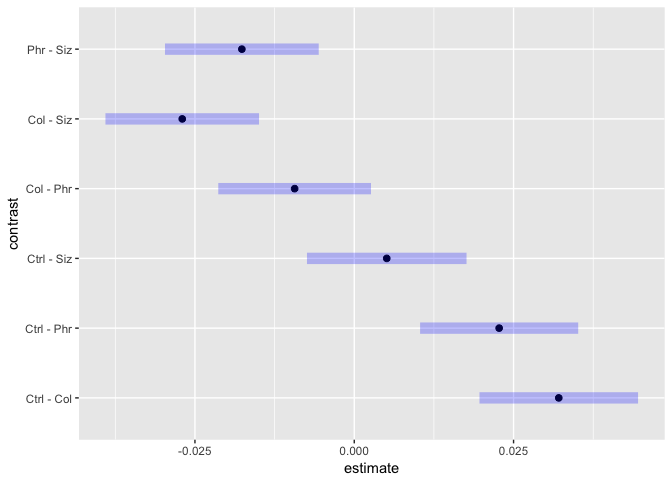 Phr - Siz
Col - Siz
Col - Phr
Ctrl - Siz
Ctrl - Phr
Ctrl - Col
contrast
-0.025
0.000
0.025
estimate